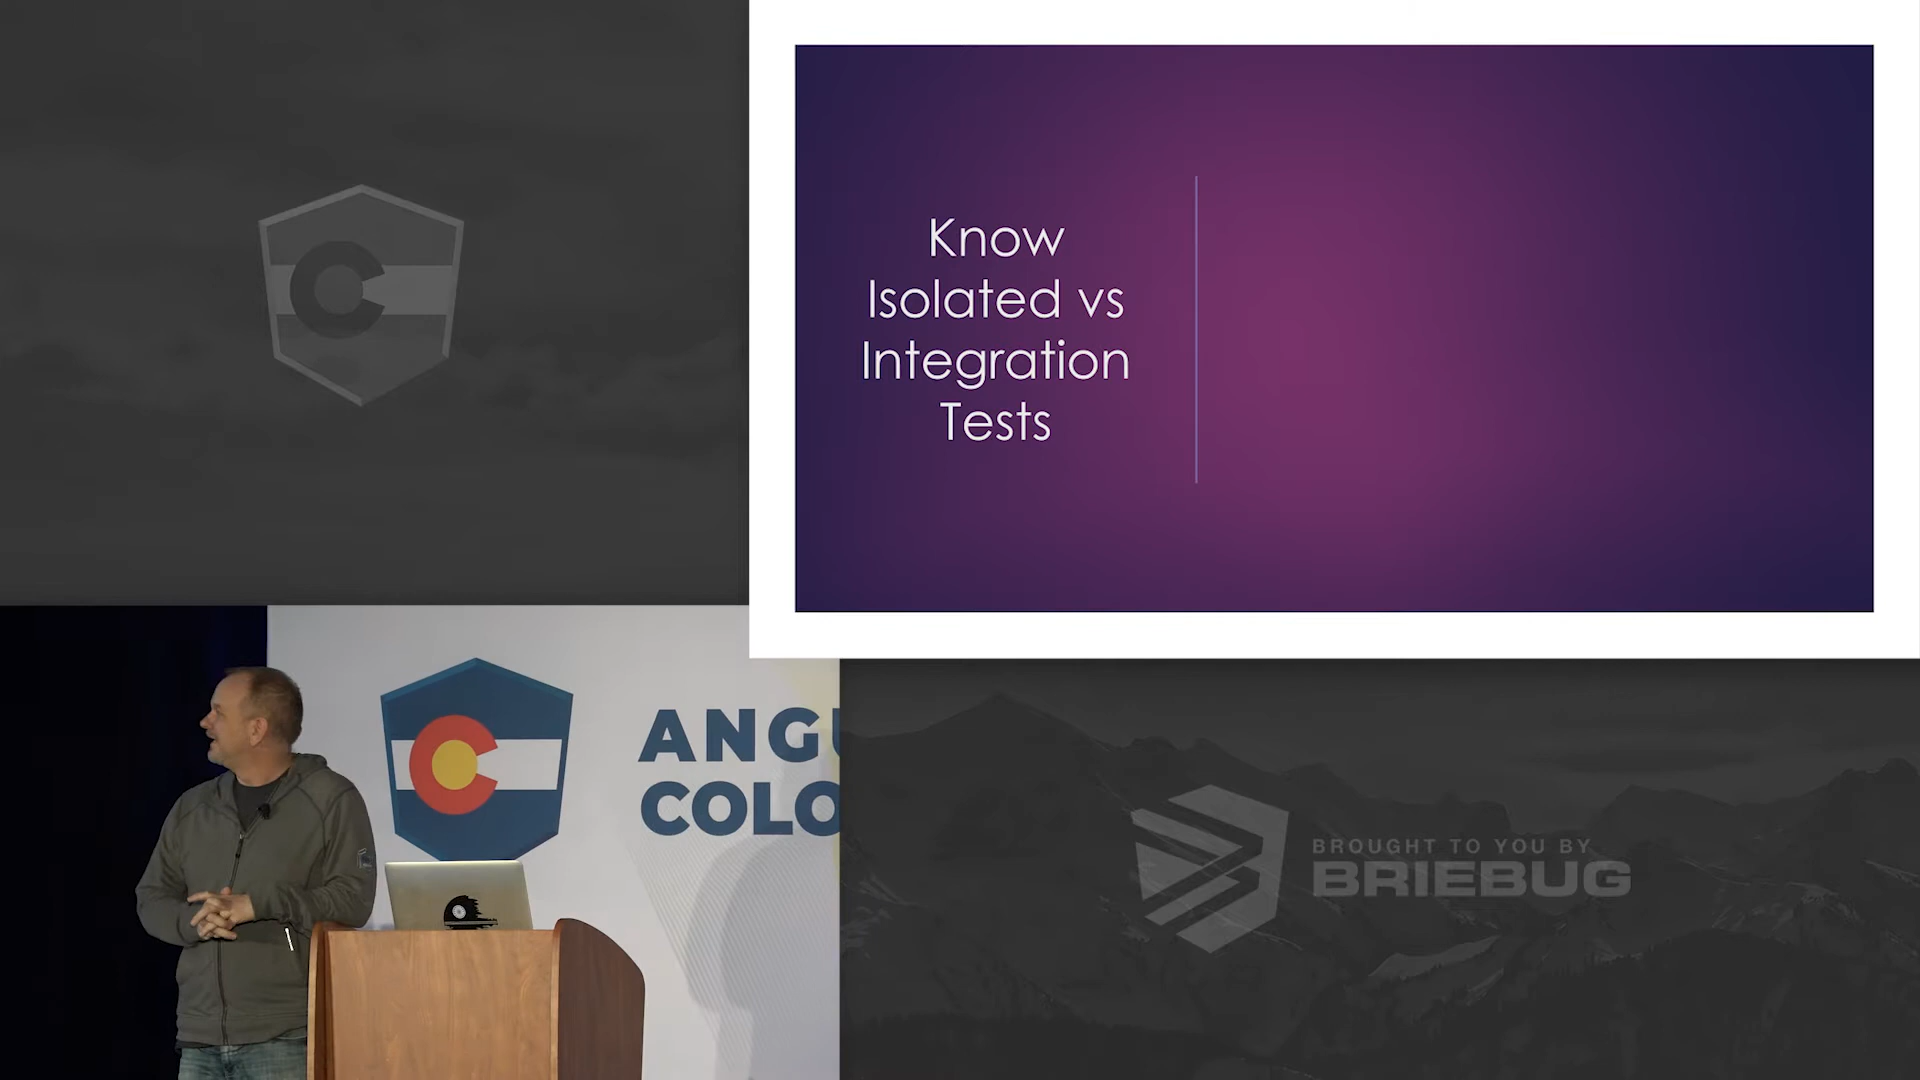 Know
Isolated vs
Integration
Tests
ANGU
COLO
BROUGHT TO YOU BY
BRIEBUG